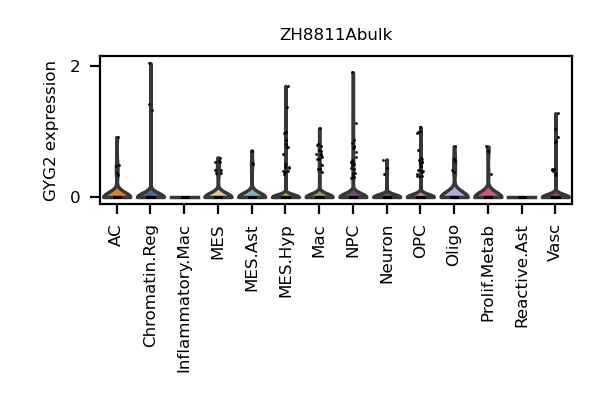 ZH8811Abulk
GYG2 expression
2
0
AC
Chromatin.Reg
Inflammatory.Mac
MES
MES.Ast
MES.Hyp
Mac
NPC
Neuron
OPC
Oligo
Prolif.Metab
Reactive.Ast
Vasc